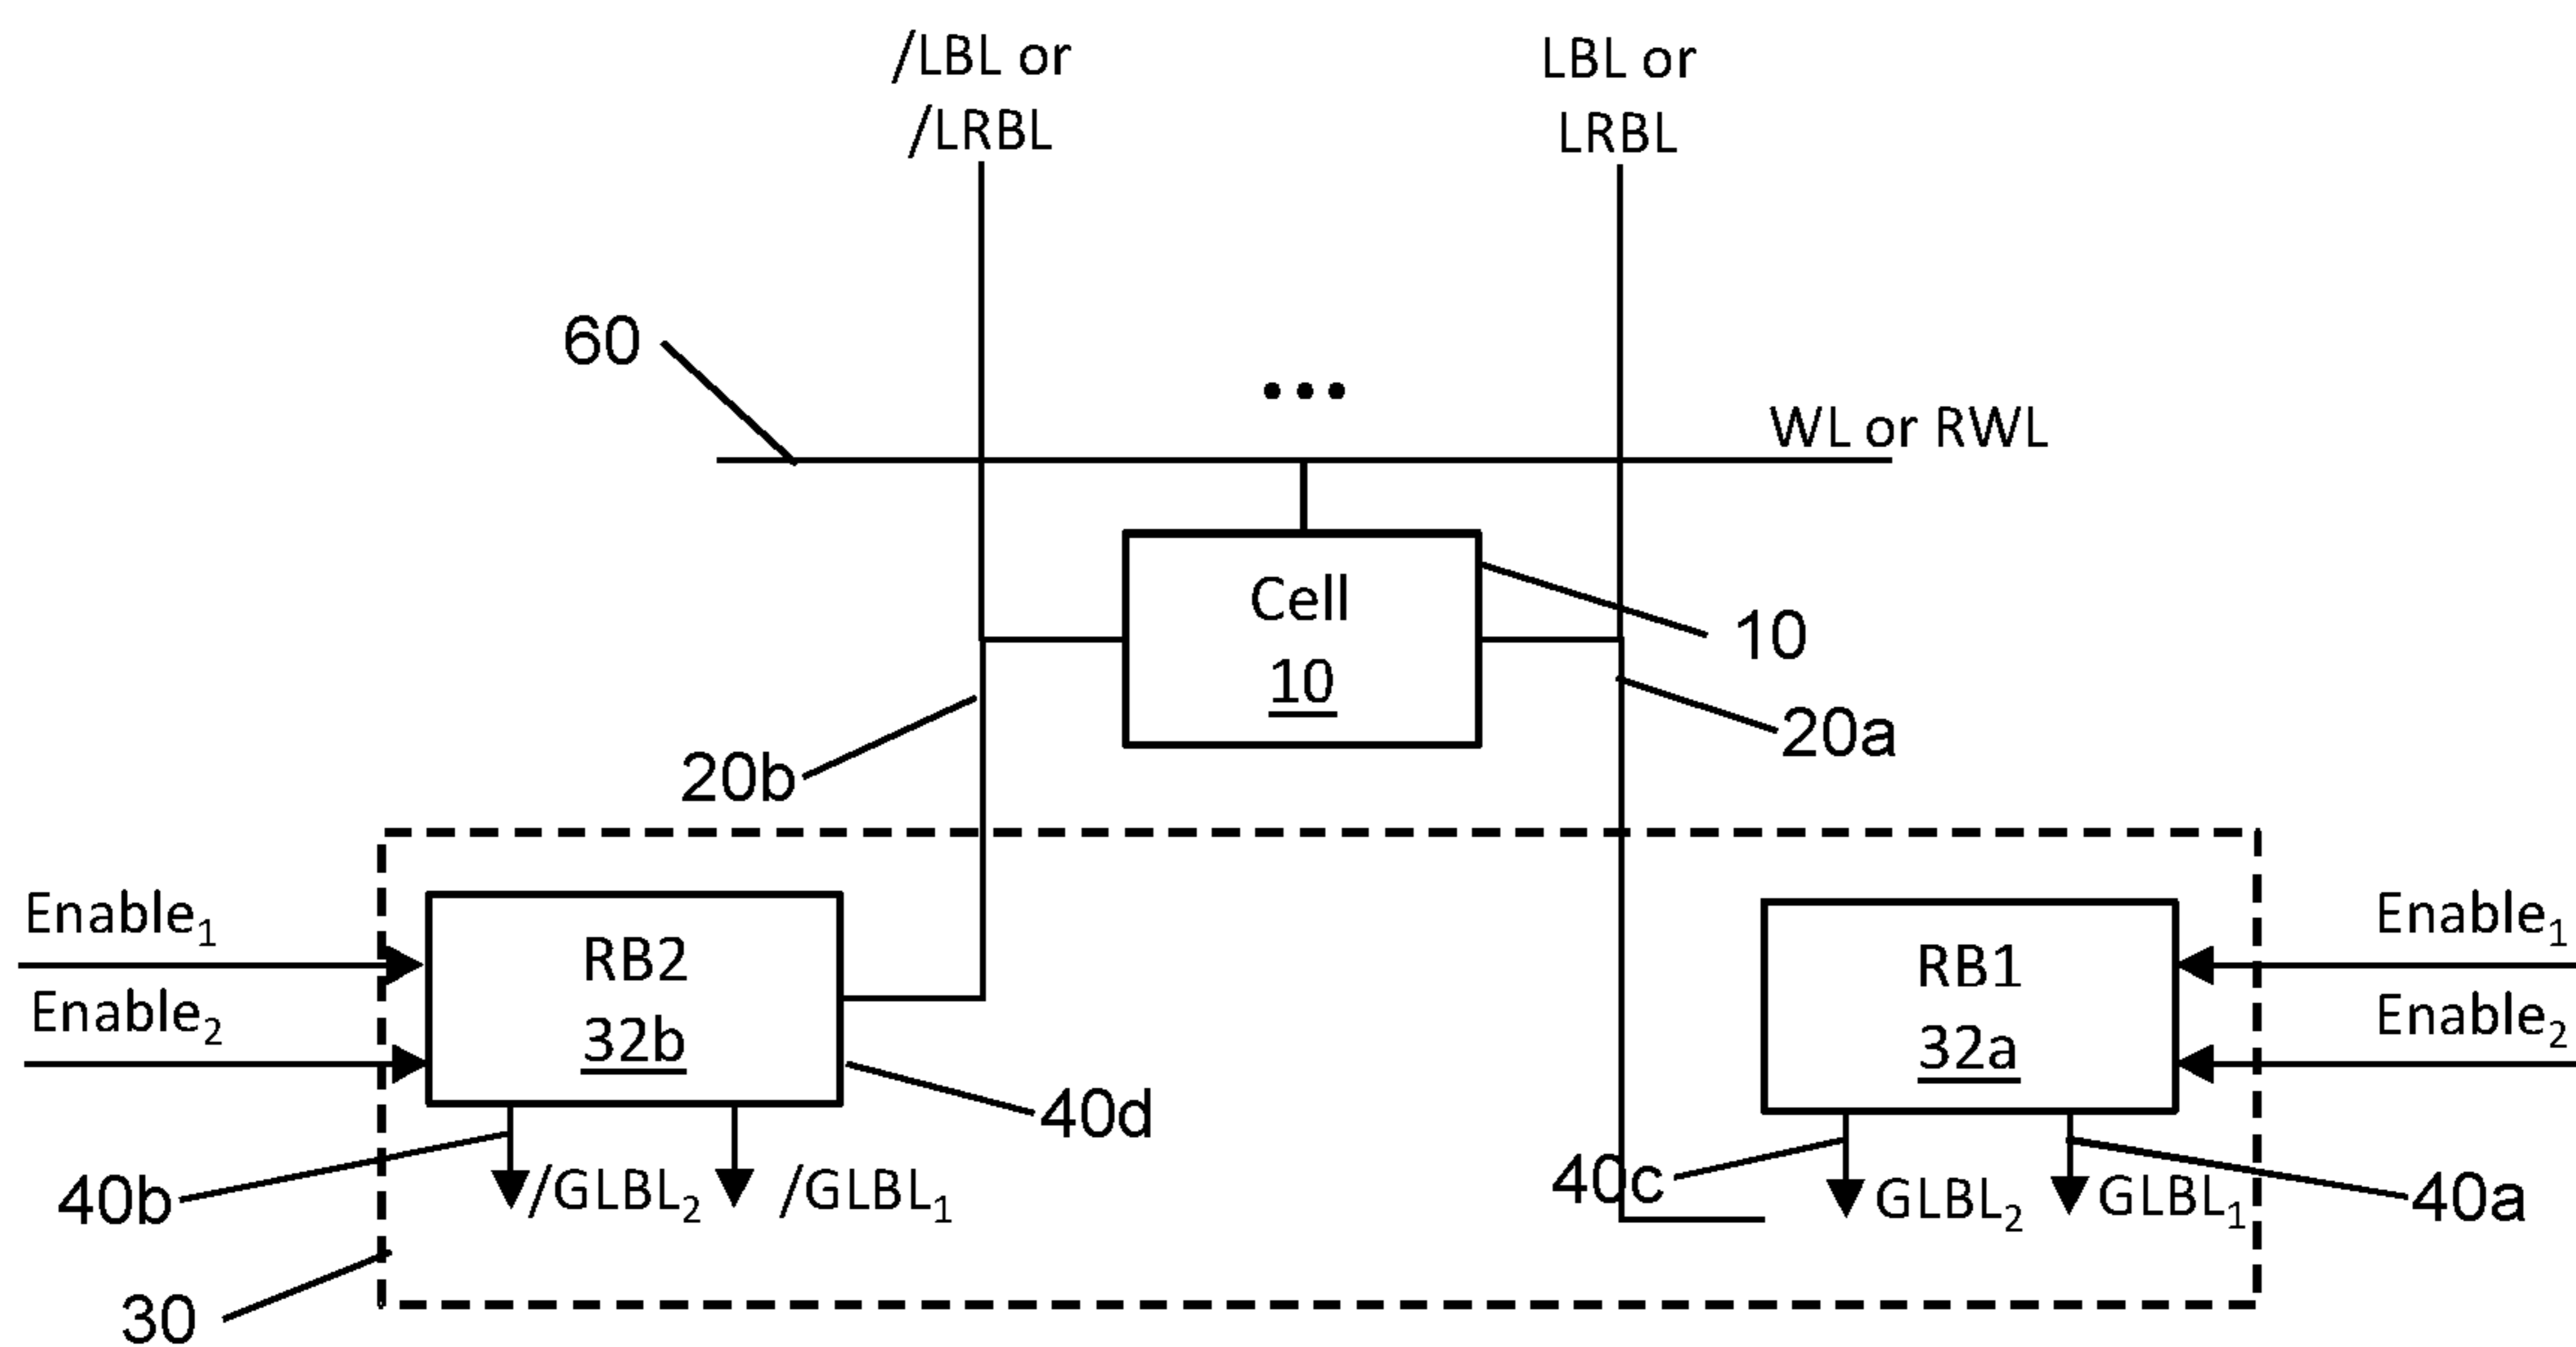 /LBL or
/LRBL
LBL or
LRBL
60
...
WL or RWL
Cell
10
10
20a
20b
Enable₁
Enable₂
RB2
32b
RB1
32a
Enable₁
Enable₂
40d
40b
/GLBL₂
/GLBL₁
40c
GLBL₂
GLBL₁
40a
30